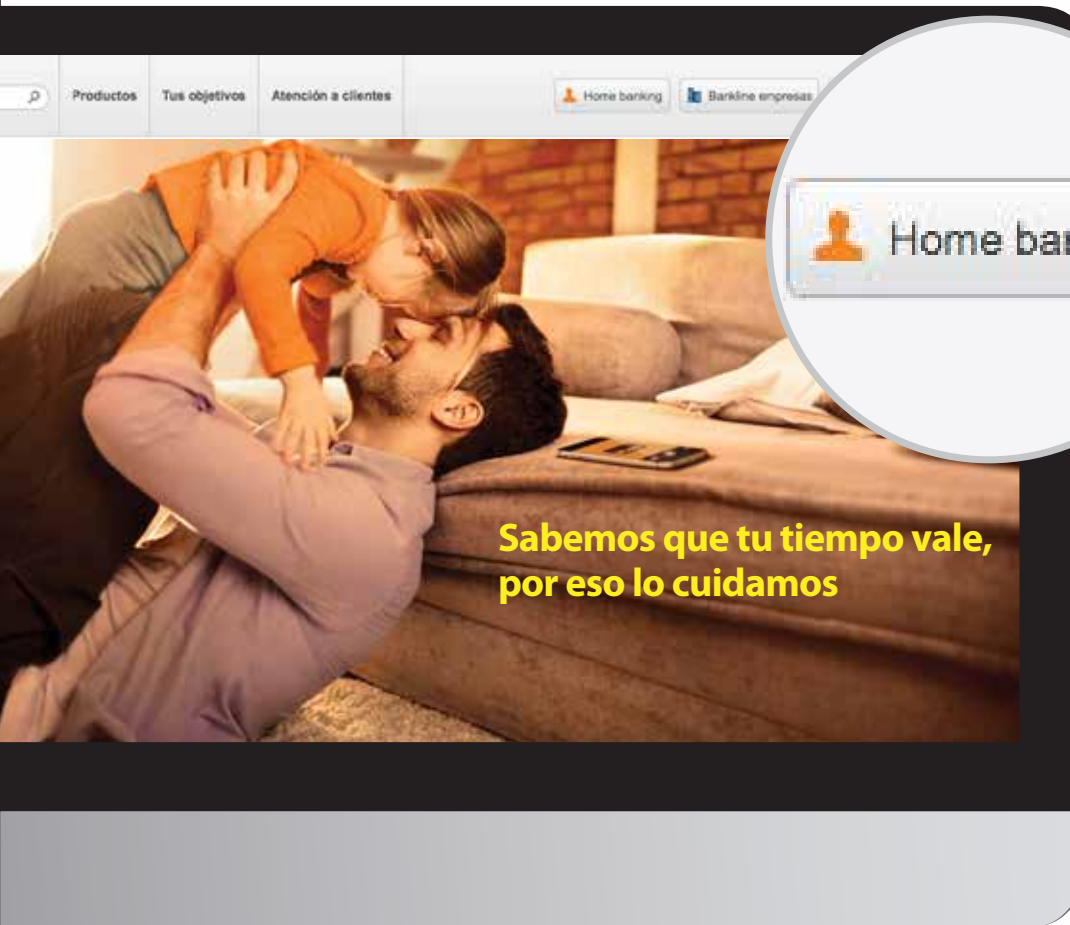 Productos
Tus objetivos
Atención a clientes
Home banking
Bankline empresas
Home ban
Sabemos que tu tiempo vale,
por eso lo cuidamos